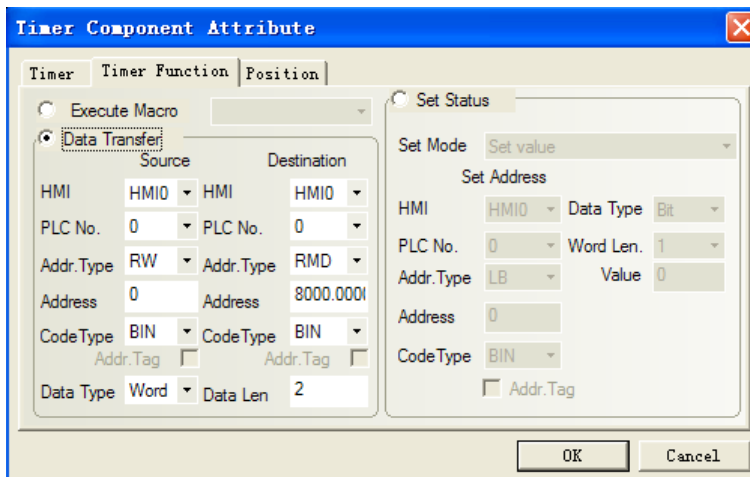 Timer Component Attribute
Timer Timer Function Position
Execute Macro
Data Transfer
Source Destination
HMI HMI0 HMI HMI0
PLC No. 0 PLC No. 0
Addr.Type RW Addr.Type RMD
Address 0 Address 8000.000
CodeType BIN CodeType BIN
Addr.Tag Addr.Tag
Data Type Word Data Len 2
Set Status
Set Mode Set value
Set Address
HMI HMI0 Data Type Bit
PLC No. 0 Word Len. 1
Addr.Type LB Value 0
Address 0
CodeType BIN
Addr.Tag
OK Cancel